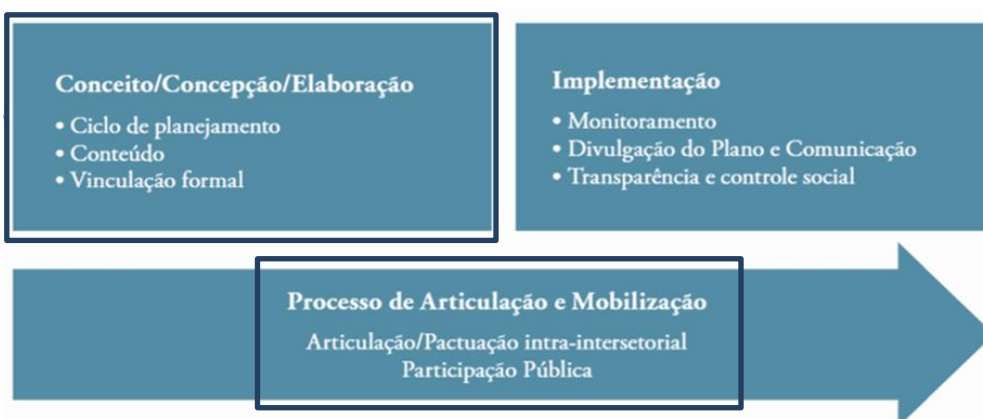 Conceito/Concepção/Elaboração
• Ciclo de planejamento
• Conteúdo
• Vinculação formal
Implementação
• Monitoramento
• Divulgação do Plano e Comunicação
• Transparência e controle social
Processo de Articulação e Mobilização
Articulação/Pactuação intra-intersetorial
Participação Pública